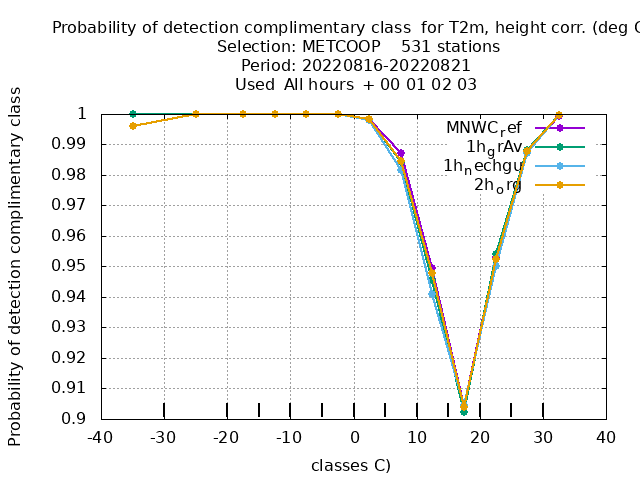 Probability of detection complimentary class  for T2m, height corr. (deg C
Selection: METCOOP    531 stations
Period: 20220816-20220821
Used  All hours  + 00 01 02 03
Probability of detection complimentary class
MNWC_ref
1h_grAv
1h_nechgu
2h_org
1
0.99
0.98
0.97
0.96
0.95
0.94
0.93
0.92
0.91
0.9
-40 -30 -20 -10 0 10 20 30 40
classes C)